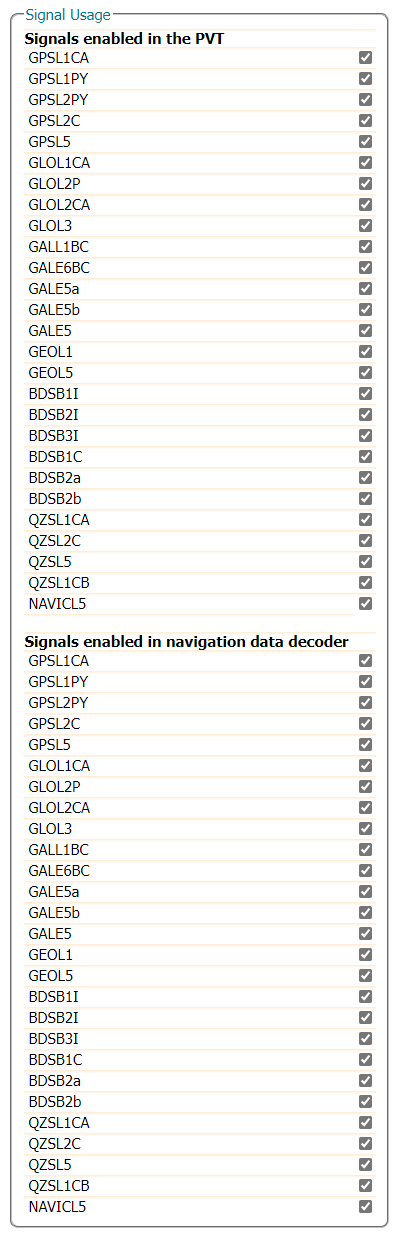 Signal Usage
Signals enabled in the PVT
GPSL1CA
GPSL1PY
GPSL2PY
GPSL2C
GPSL5
GLOL1CA
GLOL2P
GLOL2CA
GLOL3
GALL1BC
GALE6BC
GALE5a
GALE5b
GALE5
GEOL1
GEOL5
BDSB1I
BDSB2I
BDSB3I
BDSB1C
BDSB2a
BDSB2b
QZSL1CA
QZSL2C
QZSL5
QZSL1CB
NAVICL5
Signals enabled in navigation data decoder
GPSL1CA
GPSL1PY
GPSL2PY
GPSL2C
GPSL5
GLOL1CA
GLOL2P
GLOL2CA
GLOL3
GALL1BC
GALE6BC
GALE5a
GALE5b
GALE5
GEOL1
GEOL5
BDSB1I
BDSB2I
BDSB3I
BDSB1C
BDSB2a
BDSB2b
QZSL1CA
QZSL2C
QZSL5
QZSL1CB
NAVICL5